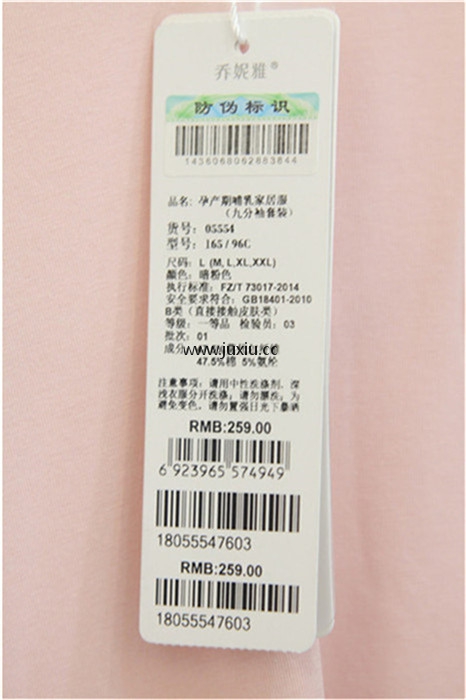 乔妮雅®
防伪标识
1436068062883844
品名：孕产期哺乳家居服
（九分袖套装）
货号：05554
型号：165/96C
尺码：L (M,L,XL,XXL)
颜色：暗粉色
执行标准：FZ/T 73017-2014
安全要求符合：GB18401-2010
B类（直接接触皮肤类）
等级：一等品 检验员：03
批次：01
成分：
www.juxiu.cc
47.5%棉 5%氨纶
注意事项：请用中性洗涤剂、深
浅衣服分开洗涤；请勿漂洗；为
避免变色，请勿置强日光下暴晒
RMB:259.00
6 923965 574949
18055547603
RMB:259.00
18055547603